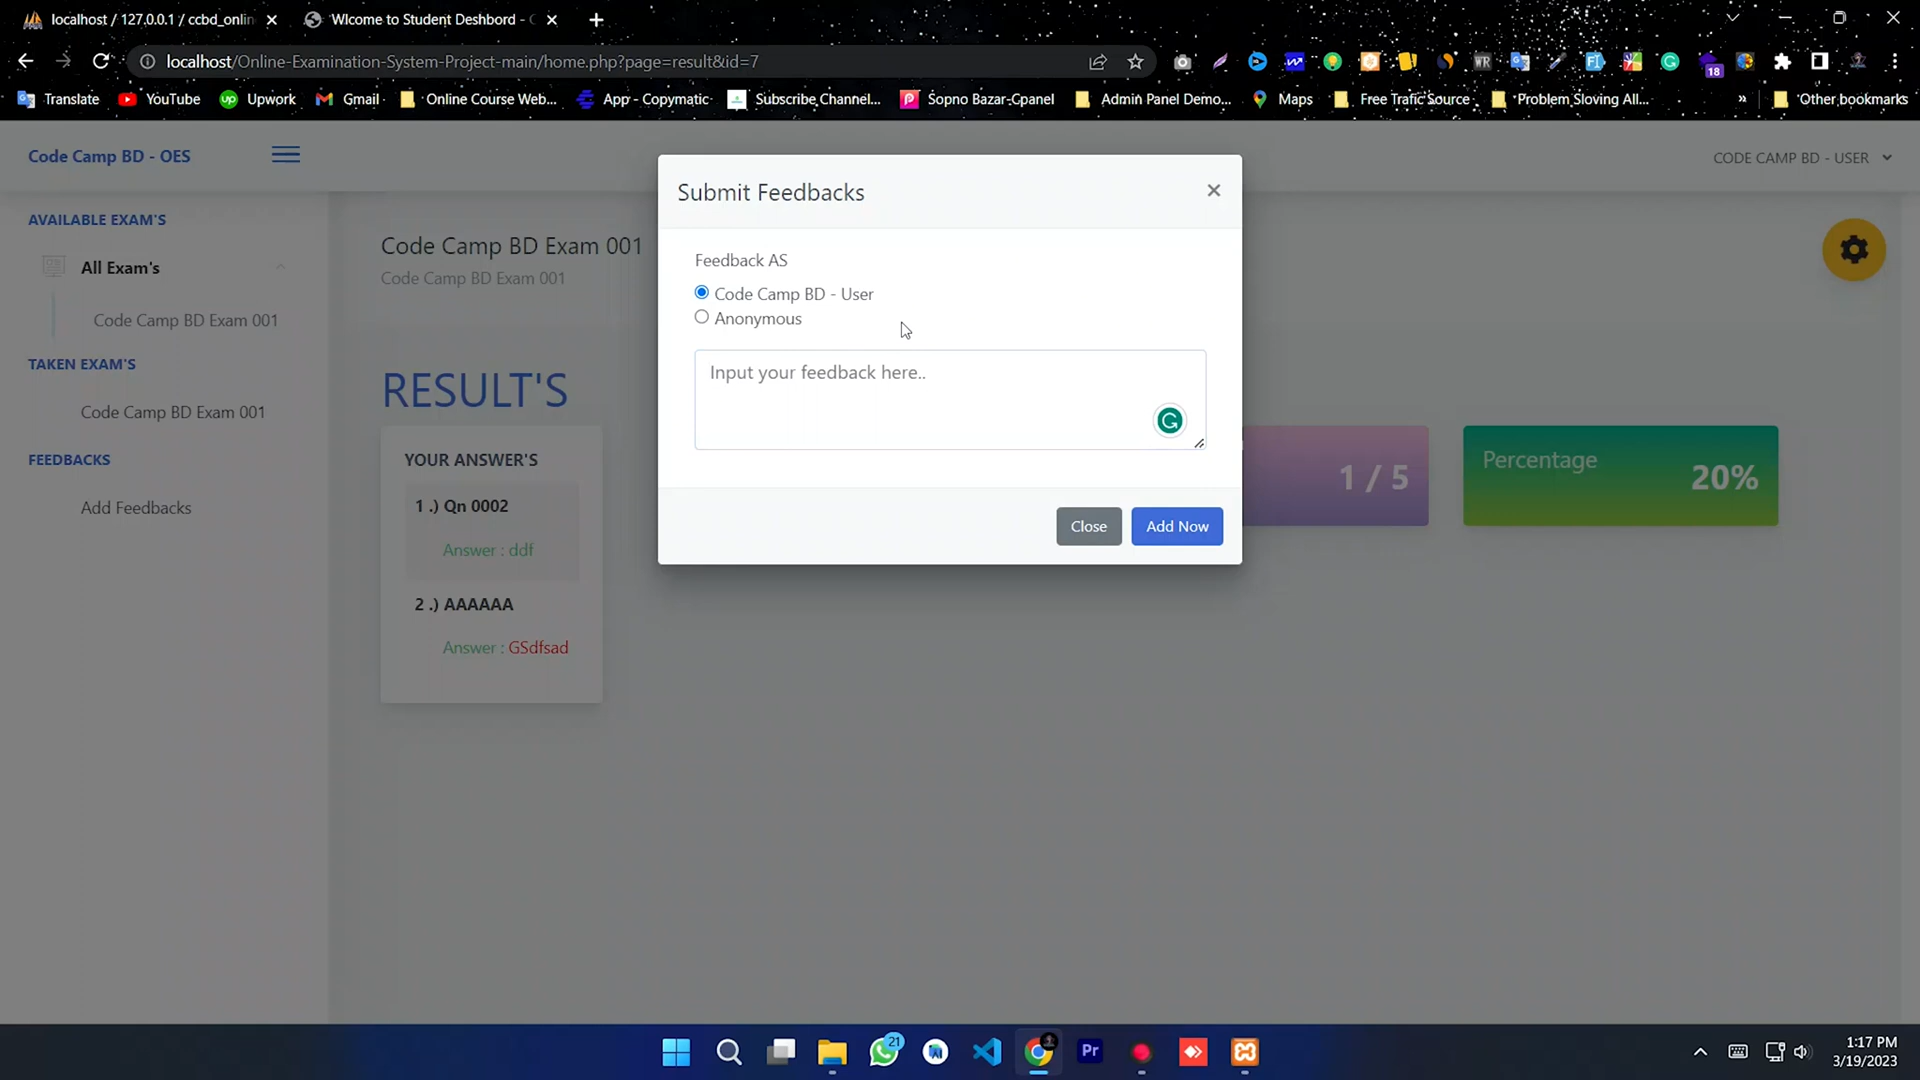 localhost / 127.0.0.1 / ccbd_onlin
Wlcome to Student Deshbord -
localhost/Online-Examination-System-Project-main/home.php?page=result&id=7
WR
18
Translate
YouTube
Upwork
Gmail
Online Course Web...
App - Copymatic
Subscribe Channel...
Sopno Bazar-Cpanel
Admin Panel Demo...
Maps
Free Trafic Source
Problem Sloving All...
»
Other bookmarks
Code Camp BD - OES
CODE CAMP BD - USER
AVAILABLE EXAM'S
All Exam's
Code Camp BD Exam 001
TAKEN EXAM'S
Code Camp BD Exam 001
FEEDBACKS
Add Feedbacks
Code Camp BD Exam 001
Code Camp BD Exam 001
RESULT'S
YOUR ANSWER'S
1 .) Qn 0002
Answer : ddf
2 .) AAAAAA
Answer : GSdfsad
Submit Feedbacks
×
Feedback AS
Code Camp BD - User
Anonymous
Input your feedback here..
Close
Add Now
1 / 5
Percentage
20%
21
Pr
1:17 PM
3/19/2023